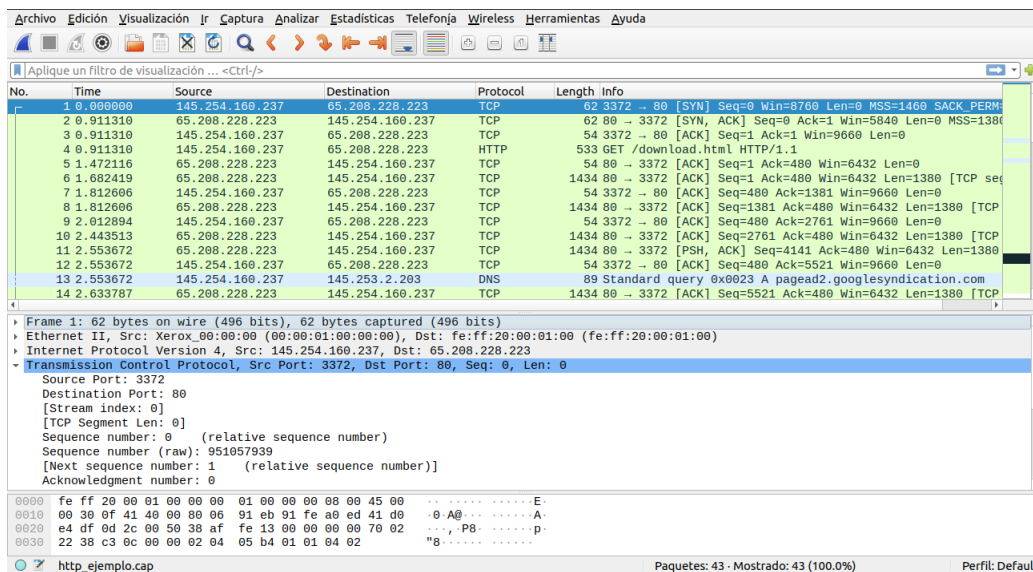 Archivo Edición Visualización Ir Captura Analizar Estadísticas Telefonía Wireless Herramientas Ayuda
Aplique un filtro de visualización … <Ctrl-/>
No. Time Source Destination Protocol Length Info
1 0.000000 145.254.160.237 65.208.228.223 TCP 62 3372 → 80 [SYN] Seq=0 Win=8760 Len=0 MSS=1460 SACK_PERM=
2 0.911310 65.208.228.223 145.254.160.237 TCP 62 80 → 3372 [SYN, ACK] Seq=0 Ack=1 Win=5840 Len=0 MSS=1380
3 0.911310 145.254.160.237 65.208.228.223 TCP 54 3372 → 80 [ACK] Seq=1 Ack=1 Win=9660 Len=0
4 0.911310 145.254.160.237 65.208.228.223 HTTP 533 GET /download.html HTTP/1.1
5 1.472116 65.208.228.223 145.254.160.237 TCP 54 80 → 3372 [ACK] Seq=1 Ack=480 Win=6432 Len=0
6 1.682419 65.208.228.223 145.254.160.237 TCP 1434 80 → 3372 [ACK] Seq=1 Ack=480 Win=6432 Len=1380 [TCP seg
7 1.812606 145.254.160.237 65.208.228.223 TCP 54 3372 → 80 [ACK] Seq=480 Ack=1381 Win=9660 Len=0
8 1.812606 65.208.228.223 145.254.160.237 TCP 1434 80 → 3372 [ACK] Seq=1381 Ack=480 Win=6432 Len=1380 [TCP
9 2.012894 145.254.160.237 65.208.228.223 TCP 54 3372 → 80 [ACK] Seq=480 Ack=2761 Win=9660 Len=0
10 2.443513 65.208.228.223 145.254.160.237 TCP 1434 80 → 3372 [ACK] Seq=2761 Ack=480 Win=6432 Len=1380 [TCP
11 2.553672 65.208.228.223 145.254.160.237 TCP 1434 80 → 3372 [PSH, ACK] Seq=4141 Ack=480 Win=6432 Len=1380
12 2.553672 145.254.160.237 65.208.228.223 TCP 54 3372 → 80 [ACK] Seq=480 Ack=5521 Win=9660 Len=0
13 2.553672 145.254.160.237 145.253.2.203 DNS 89 Standard query 0x0023 A pagead2.googlesyndication.com
14 2.633787 65.208.228.223 145.254.160.237 TCP 1434 80 → 3372 [ACK] Seq=5521 Ack=480 Win=6432 Len=1380 [TCP
Frame 1: 62 bytes on wire (496 bits), 62 bytes captured (496 bits)
Ethernet II, Src: Xerox_00:00:00 (00:00:01:00:00:00), Dst: fe:ff:20:00:01:00 (fe:ff:20:00:01:00)
Internet Protocol Version 4, Src: 145.254.160.237, Dst: 65.208.228.223
Transmission Control Protocol, Src Port: 3372, Dst Port: 80, Seq: 0, Len: 0
Source Port: 3372
Destination Port: 80
[Stream index: 0]
[TCP Segment Len: 0]
Sequence number: 0 (relative sequence number)
Sequence number (raw): 951057939
[Next sequence number: 1 (relative sequence number)]
Acknowledgment number: 0
0000 fe ff 20 00 01 00 00 00 01 00 00 00 08 00 45 00 ·· ····· ······E·
0010 00 30 0f 41 40 00 80 06 91 eb 91 fe a0 ed 41 d0 ·0·A@··· ······A·
0020 e4 df 0d 2c 00 50 38 af fe 13 00 00 00 00 70 02 ···,·P8· ······p·
0030 22 38 c3 0c 00 00 02 04 05 b4 01 01 04 02 "8······ ······
http_ejemplo.cap Paquetes: 43 · Mostrado: 43 (100.0%) Perfil: Defaul